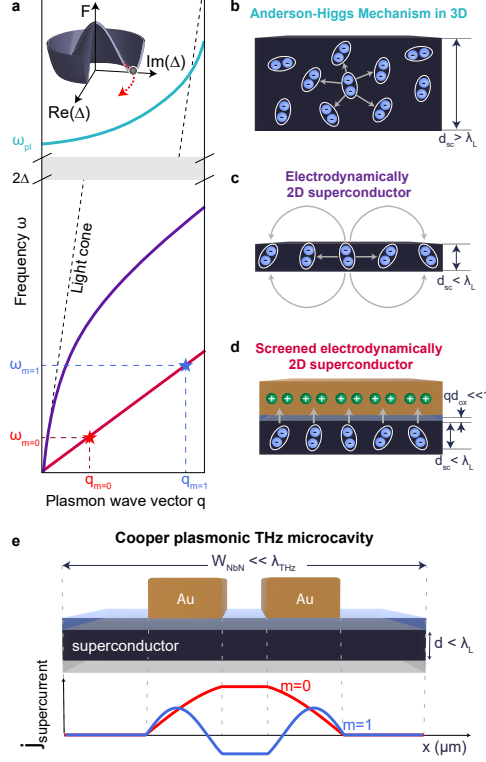 a
F
Im(Δ)
Re(Δ)
ω_pl
2Δ
Light cone
Frequency ω
ω_m=1
ω_m=0
q_m=0
q_m=1
Plasmon wave vector q
b
Anderson-Higgs Mechanism in 3D
d_sc > λ_L
c
Electrodynamically
2D superconductor
d_sc < λ_L
d
Screened electrodynamically
2D superconductor
qd_ox <<
d_sc < λ_L
e
Cooper plasmonic THz microcavity
W_NbN << λ_THz
Au
Au
superconductor
d < λ_L
j_supercurrent
m=0
m=1
x (μm)